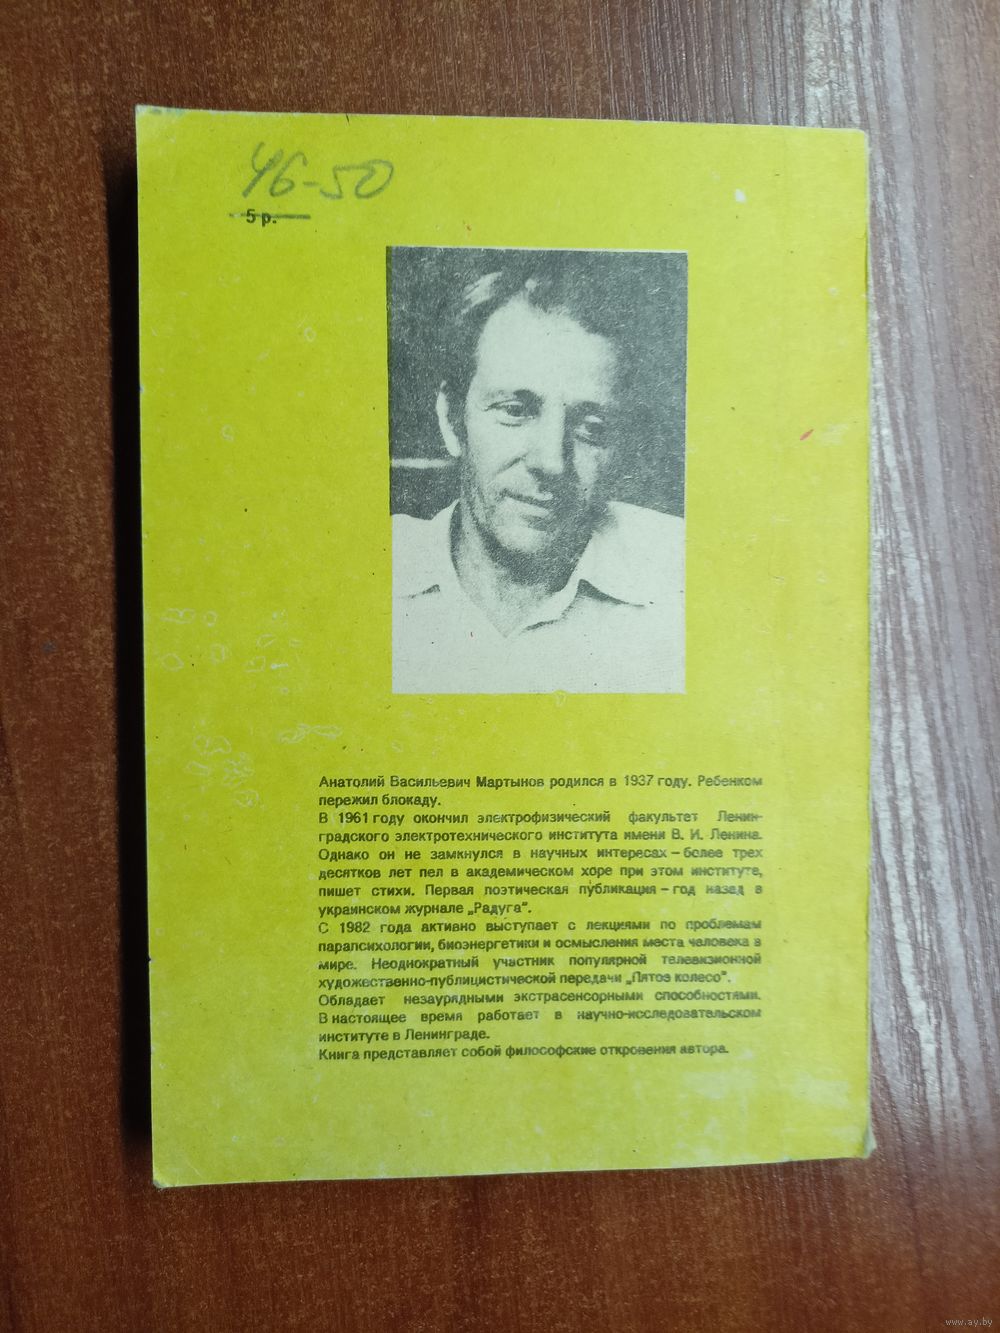 46-50
5 р.
Анатолий Васильевич Мартынов родился в 1937 году. Ребенком
пережил блокаду.
В 1961 году окончил электрофизический факультет Ленин-
градского электротехнического института имени В. И. Ленина.
Однако он не замкнулся в научных интересах – более трех
десятков лет пел в академическом хоре при этом институте,
пишет стихи. Первая поэтическая публикация – год назад в
украинском журнале „Радуга".
С 1982 года активно выступает с лекциями по проблемам
парапсихологии, биоэнергетики и осмысления места человека в
мире. Неоднократный участник популярной телевизионной
художественно-публицистической передачи „Пятое колесо".
Обладает незаурядными экстрасенсорными способностями.
В настоящее время работает в научно-исследовательском
институте в Ленинграде.
Книга представляет собой философские откровения автора.
www.ay.by